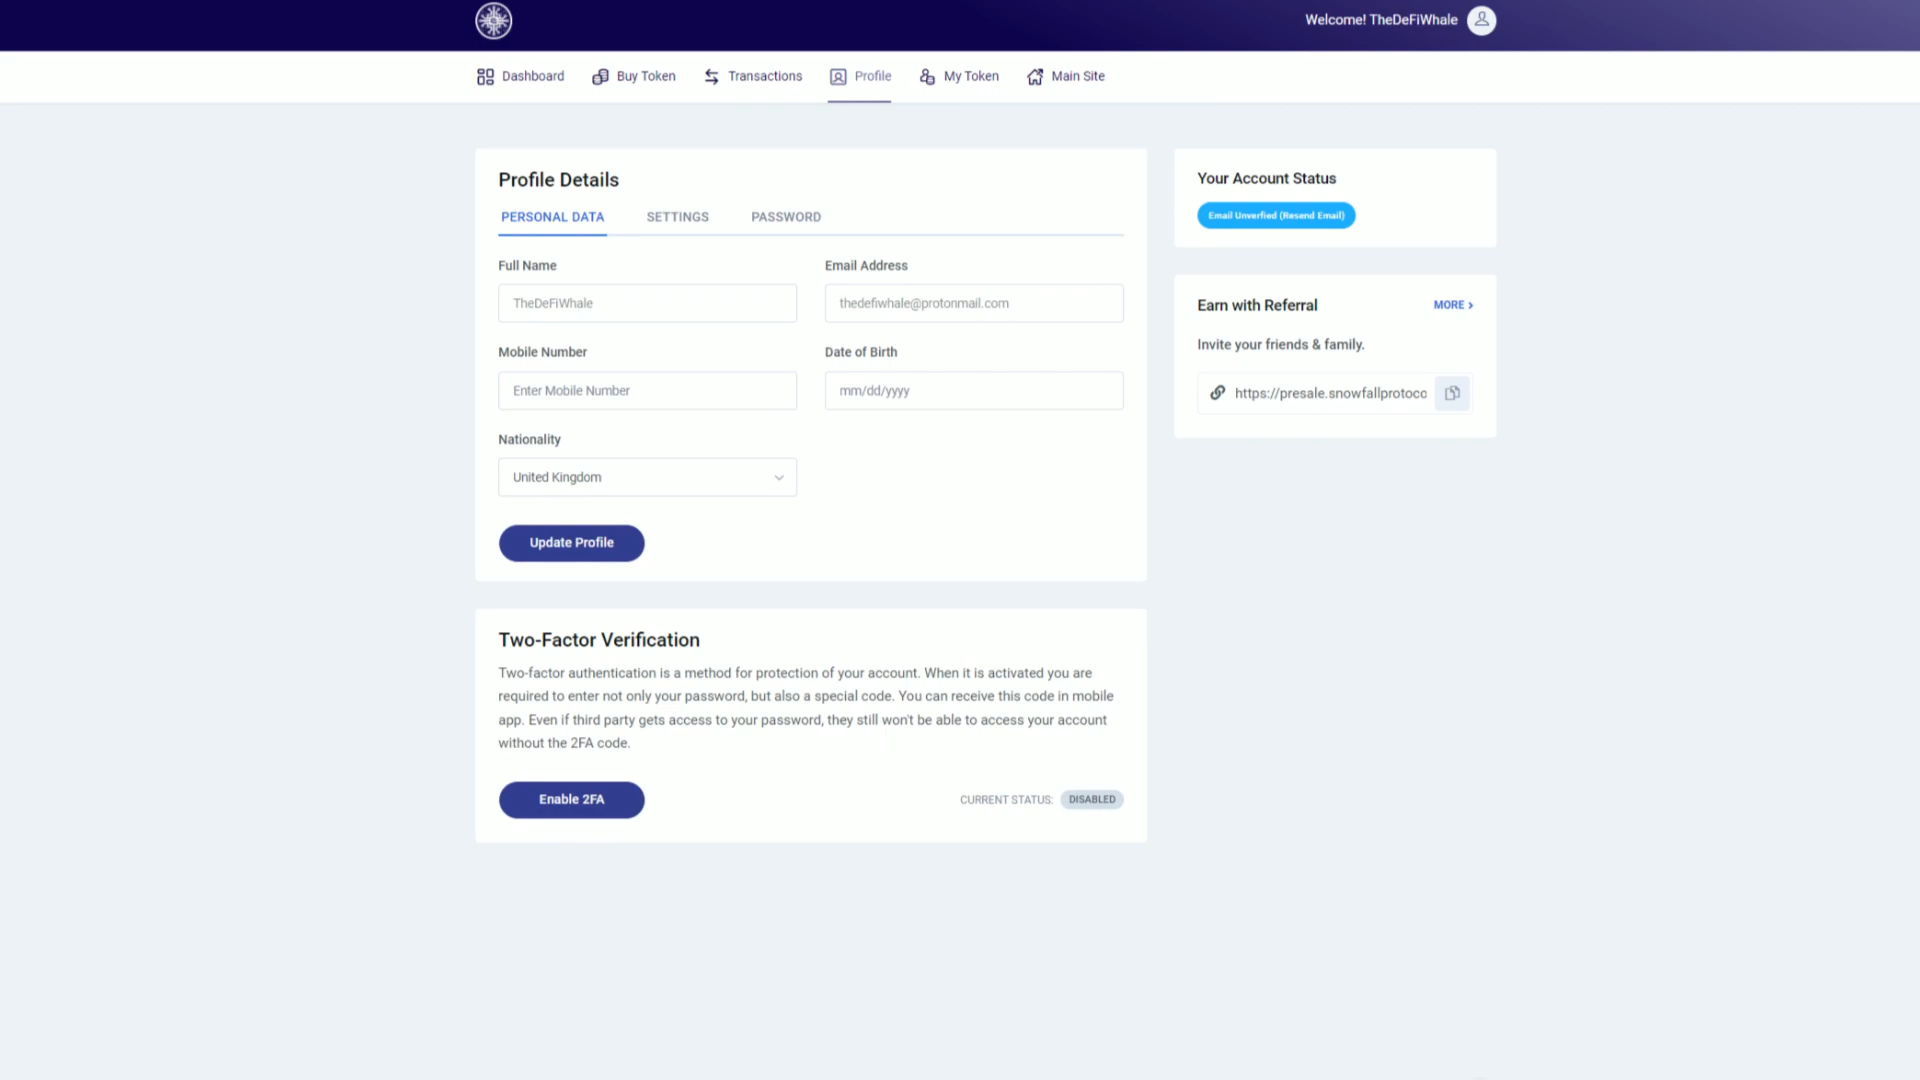 Welcome! TheDeFiWhale
Dashboard
Buy Token
Transactions
Profile
My Token
Main Site
Profile Details
PERSONAL DATA
SETTINGS
PASSWORD
Full Name
Email Address
TheDeFiWhale
thedefiwhale@protonmail.com
Mobile Number
Date of Birth
Enter Mobile Number
mm/dd/yyyy
Nationality
United Kingdom
Update Profile
Two-Factor Verification
Two-factor authentication is a method for protection of your account. When it is activated you are
required to enter not only your password, but also a special code. You can receive this code in mobile
app. Even if third party gets access to your password, they still won't be able to access your account
without the 2FA code.
Enable 2FA
CURRENT STATUS: DISABLED
Your Account Status
Email Unverfied (Resend Email)
Earn with Referral
MORE >
Invite your friends & family.
https://presale.snowfallprotoco